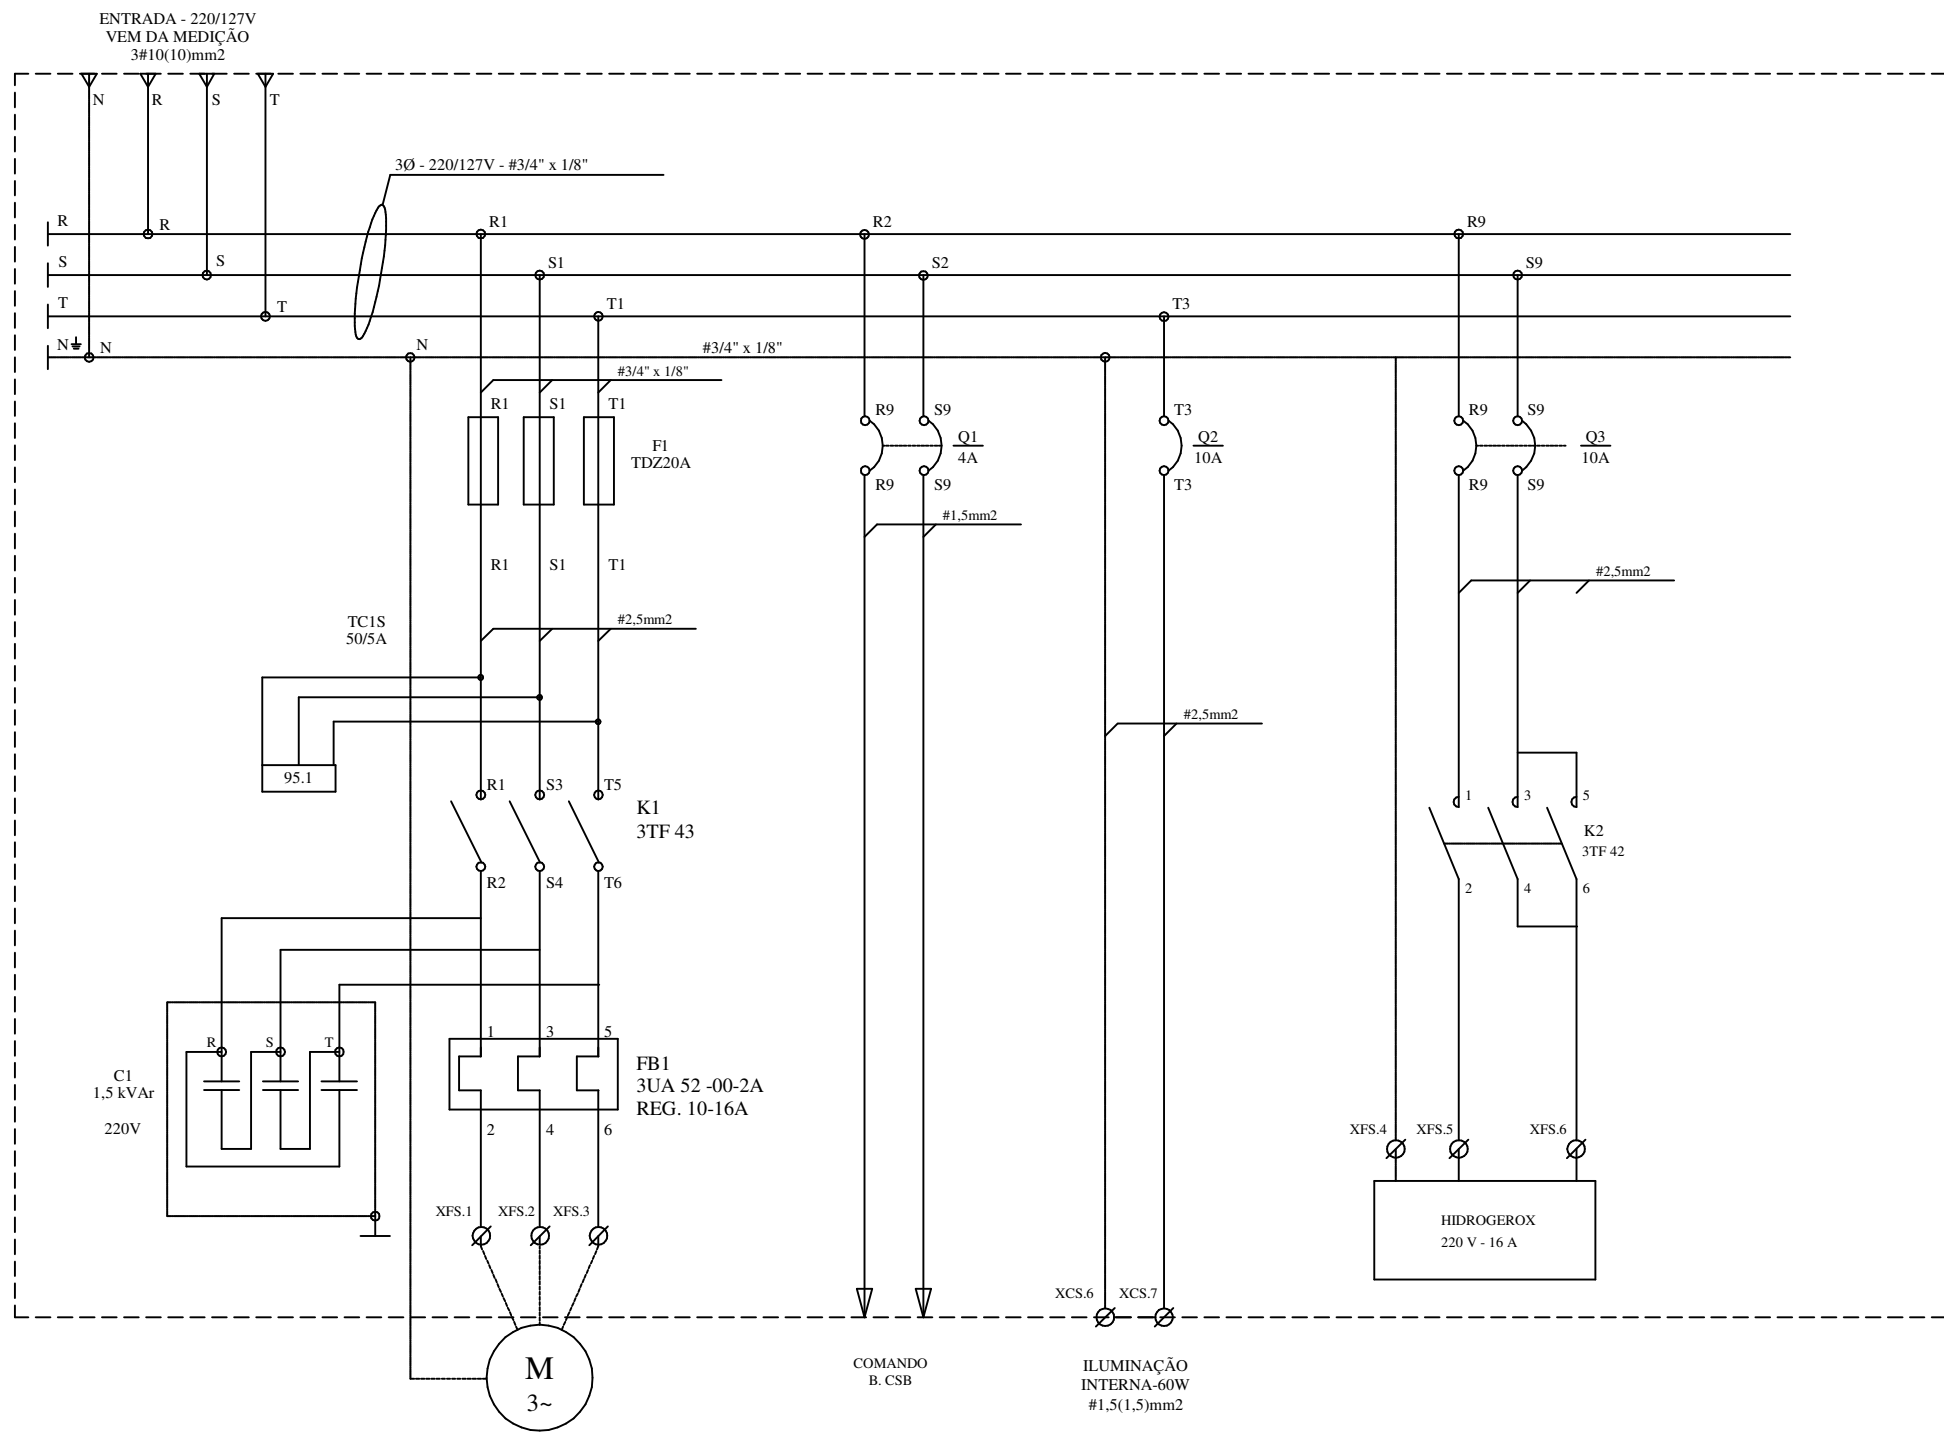 ENTRADA - 220/127V
VEM DA MEDIÇÃO
3#10(10)mm2
N
R
S
T
3Ø - 220/127V - #3/4" x 1/8"
R
R
R1
R2
R9
S
S
S1
S2
S9
T
T
T1
T3
N
N
N
#3/4" x 1/8"
#3/4" x 1/8"
R1
S1
T1
F1
TDZ20A
R9
S9
Q1
4A
R9
S9
T3
Q2
10A
T3
R9
S9
Q3
10A
R9
S9
#1,5mm2
R1
S1
T1
#2,5mm2
TC1S
50/5A
#2,5mm2
#2,5mm2
95.1
R1
S3
T5
K1
3TF 43
R2
S4
T6
1
3
5
K2
3TF 42
2
4
6
R
S
T
C1
1,5 kVAr
220V
1
3
5
FB1
3UA 52 -00-2A
REG. 10-16A
2
4
6
XFS.4
XFS.5
XFS.6
XFS.1
XFS.2
XFS.3
HIDROGEROX
220 V - 16 A
XCS.6
XCS.7
M
3~
COMANDO
B. CSB
ILUMINAÇÃO
INTERNA-60W
#1,5(1,5)mm2